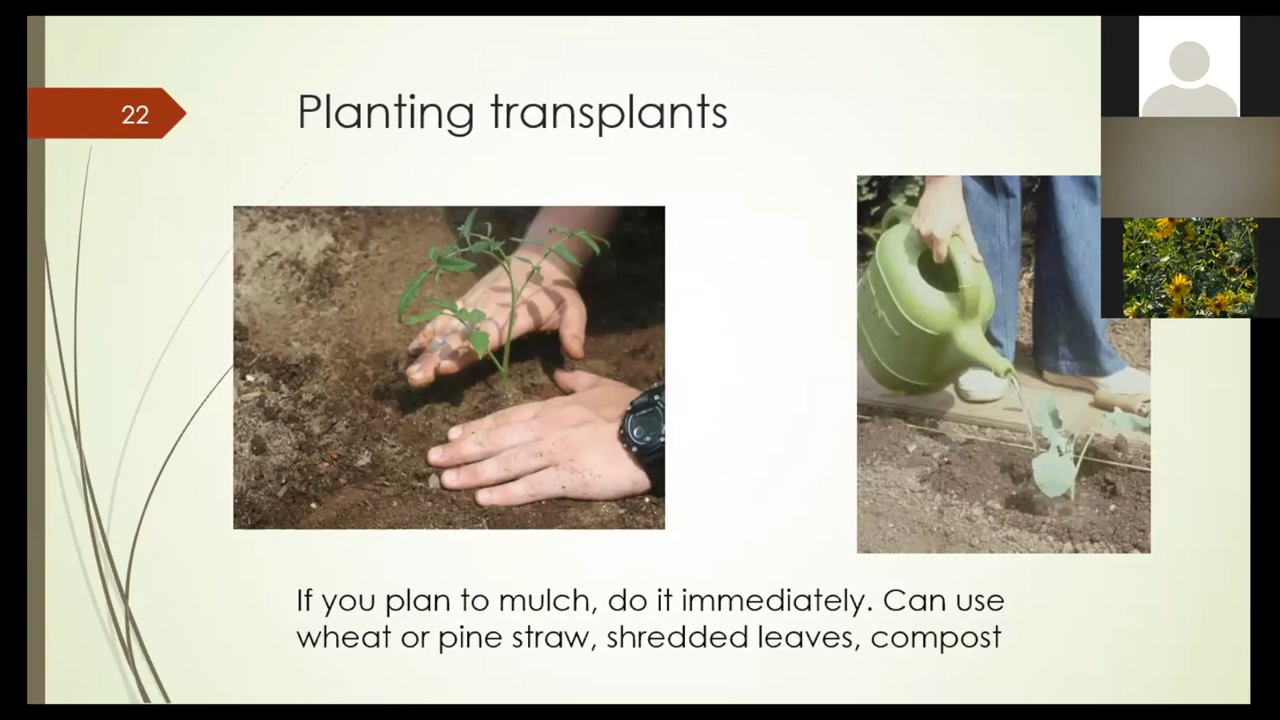 22
Planting transplants
If you plan to mulch, do it immediately. Can use
wheat or pine straw, shredded leaves, compost